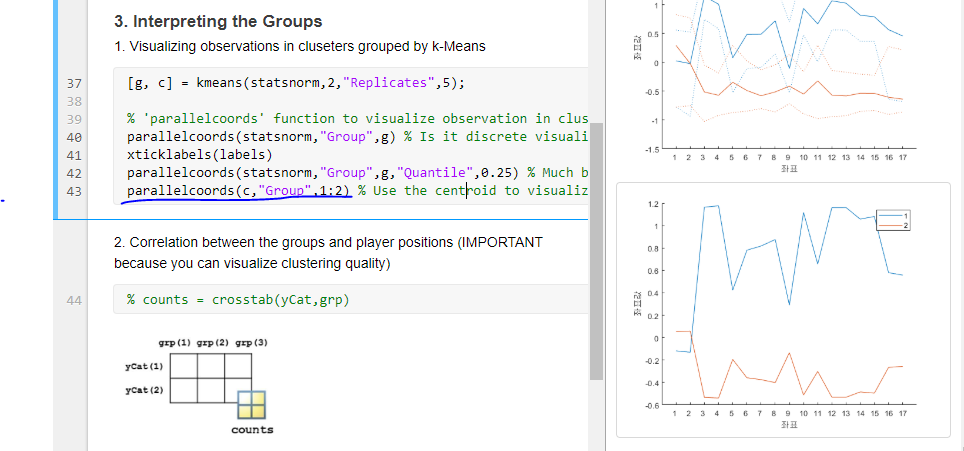 3. Interpreting the Groups
1. Visualizing observations in cluseters grouped by k-Means
37 [g, c] = kmeans(statsnorm,2,"Replicates",5);
38
39 % 'parallelcoords' function to visualize observation in clus
40 parallelcoords(statsnorm,"Group",g) % Is it discrete visuali
41 xticklabels(labels)
42 parallelcoords(statsnorm,"Group",g,"Quantile",0.25) % Much b
43 parallelcoords(c,"Group",1:2) % Use the centroid to visualiz
2. Correlation between the groups and player positions (IMPORTANT
because you can visualize clustering quality)
44 % counts = crosstab(yCat,grp)
grp(1) grp(2) grp(3)
yCat(1)
yCat(2)
counts
1
0.5
0
-0.5
-1
-1.5
좌표값
1 2 3 4 5 6 7 8 9 10 11 12 13 14 15 16 17
좌표
1.2
1
0.8
0.6
0.4
0.2
0
-0.2
-0.4
-0.6
좌표값
1
2
1 2 3 4 5 6 7 8 9 10 11 12 13 14 15 16 17
좌표